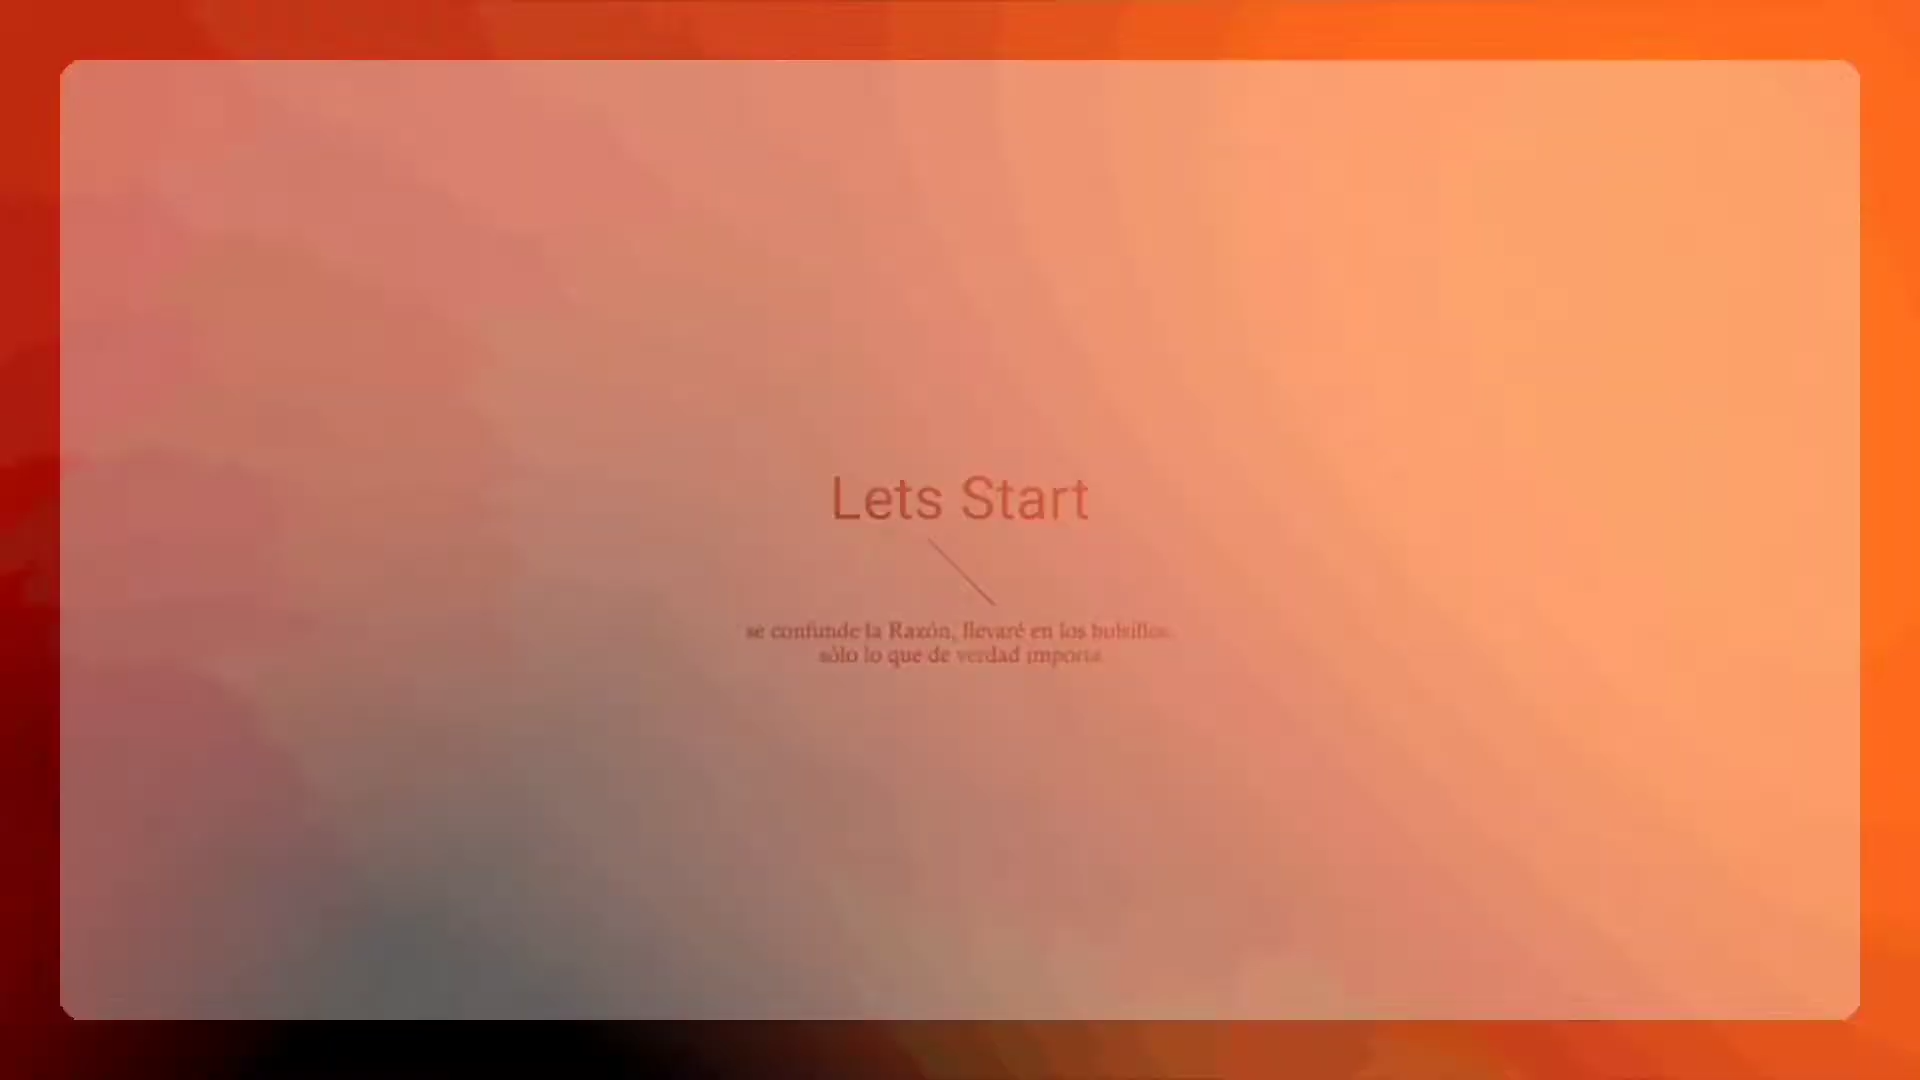 Lets Start
se confunde la Razón, llevaré en los bolsillos,
sólo lo que de verdad importa.